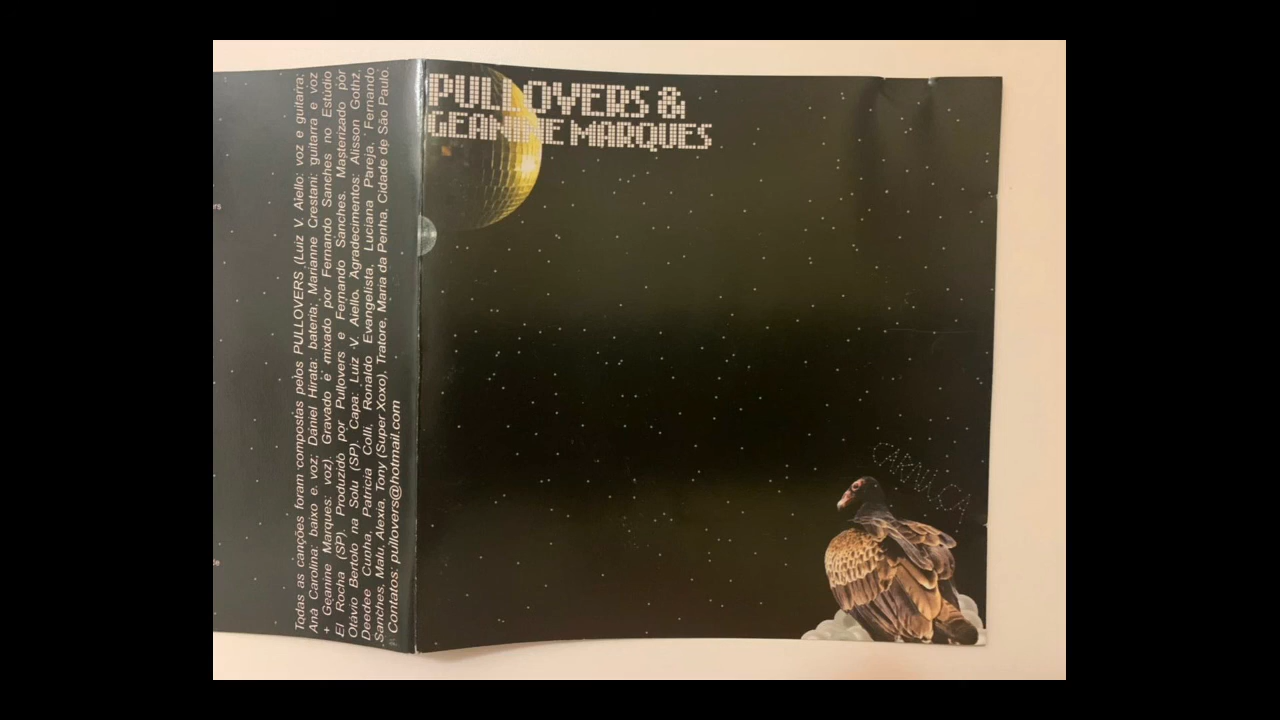 PULLOVERS &
GEANINE MARQUES
CARNIÇA
Todas as canções foram compostas pelos PULLOVERS (Luiz V. Aiello: voz e guitarra;
Ana Carolina: baixo e voz; Daniel Hirata: bateria; Marianne Crestani: guitarra e voz
+ Geanine Marques: voz). Gravado e mixado por Fernando Sanches no Estúdio
El Rocha (SP). Produzido por Pullovers e Fernando Sanches. Masterizado por
Otávio Bertolo na Solu (SP). Capa: Luiz V. Aiello. Agradecimentos: Alisson Gothz,
Deedee Cunha, Patricia Colli, Ronaldo Evangelista, Luciana Pareja, Fernando
Sanches, Malu, Alexia, Tony (Super Xoxo), Tratore, Maria da Penha, Cidade de São Paulo.
Contatos: pullovers@hotmail.com